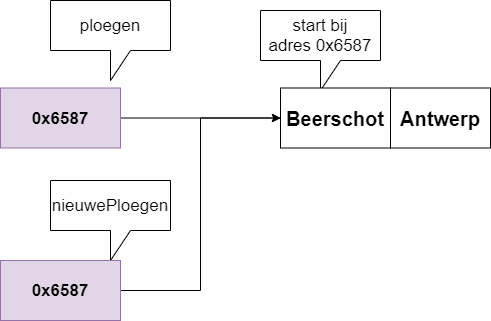 ploegen
start bij
adres 0x6587
0x6587
Beerschot
Antwerp
nieuwePloegen
0x6587